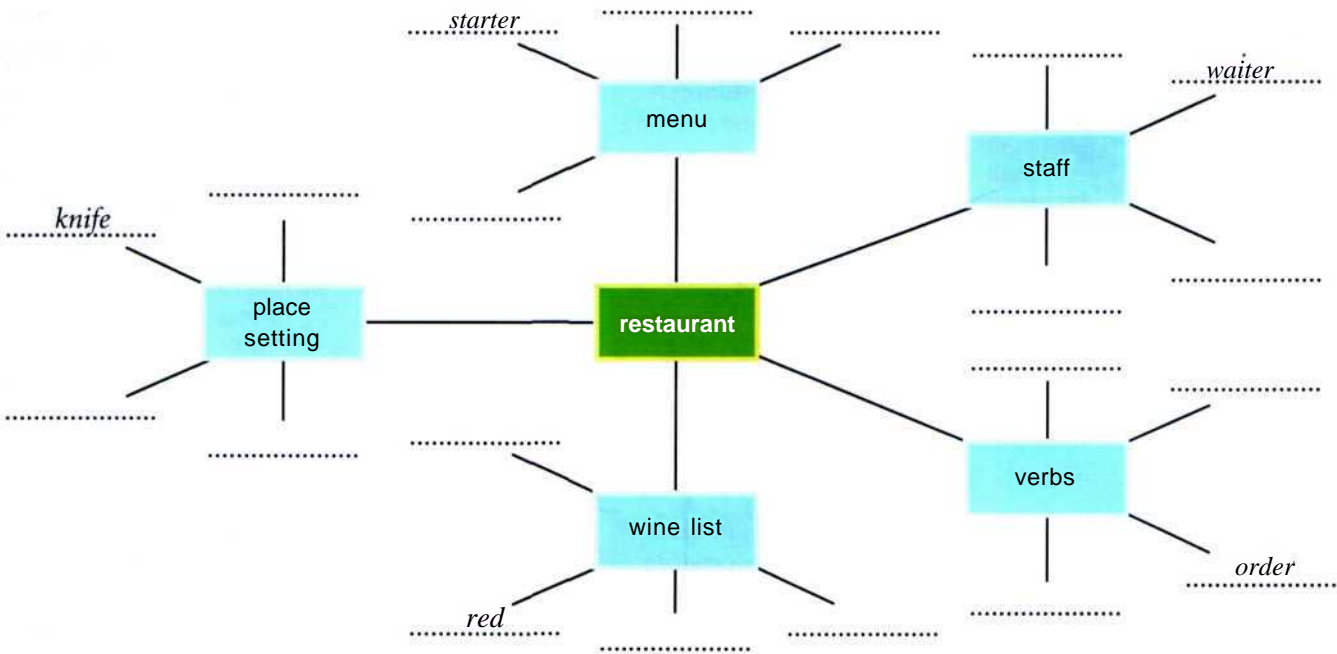 starter
menu
waiter
staff
knife
place
setting
restaurant
verbs
wine list
order
red